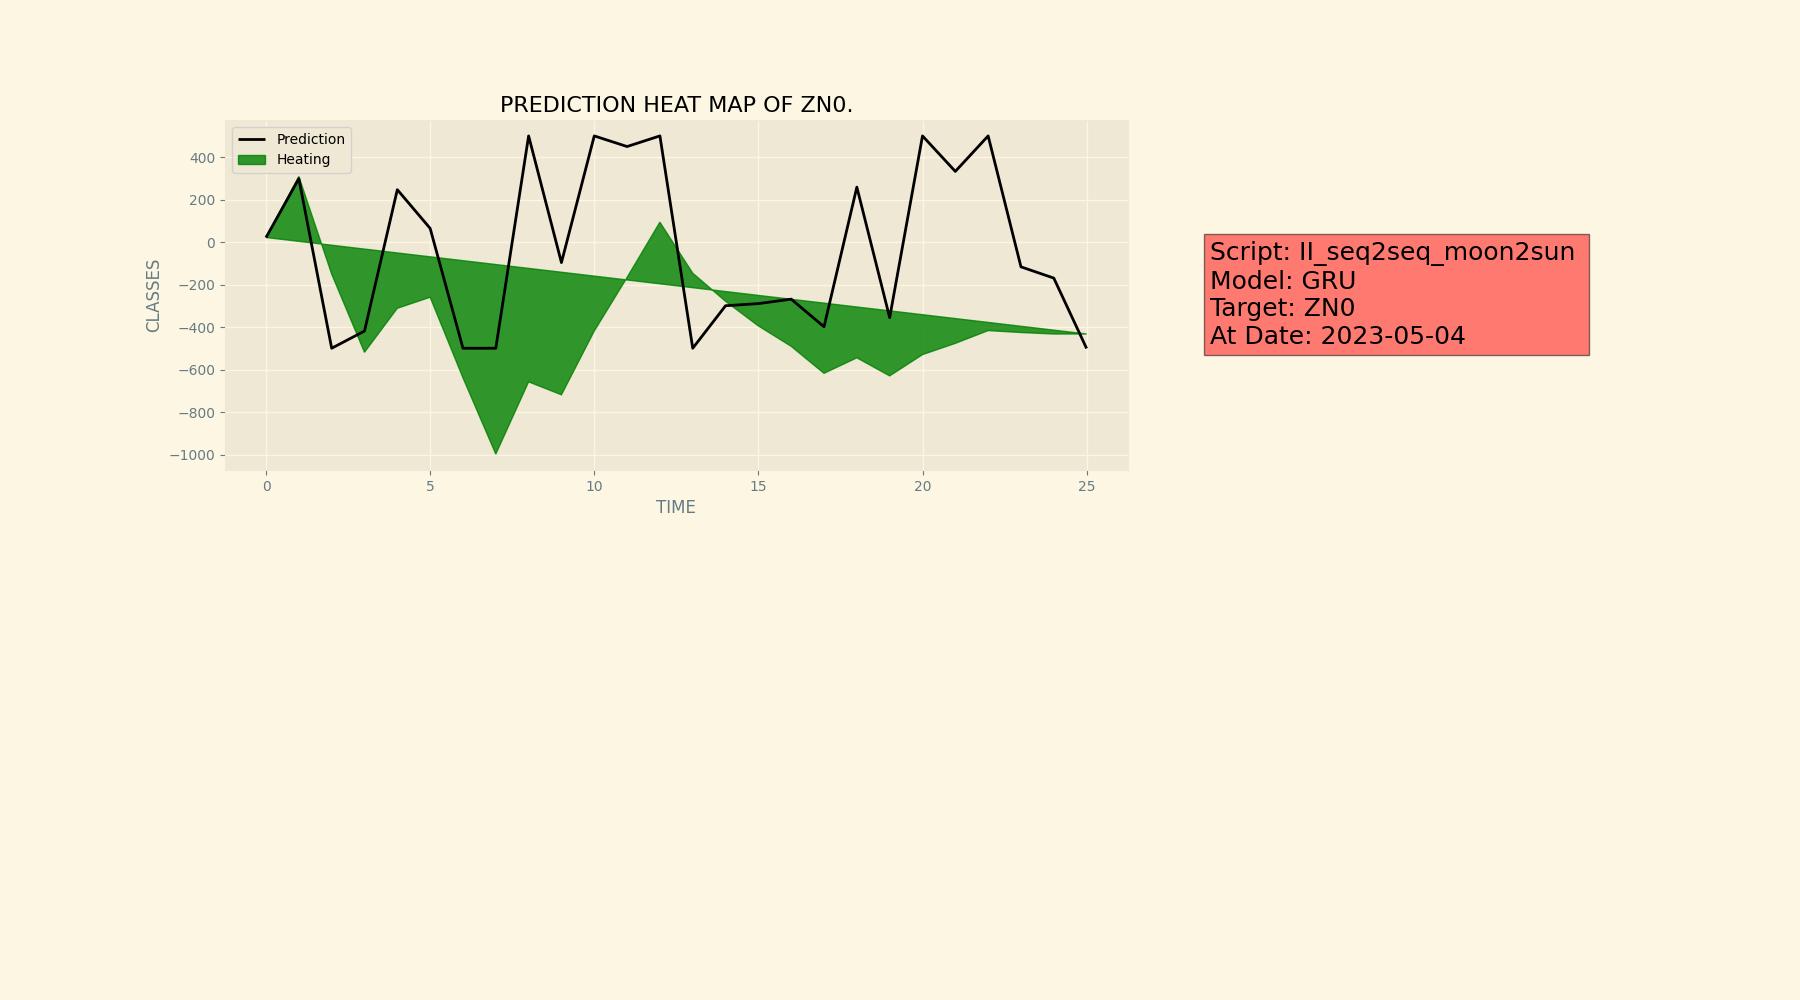 PREDICTION HEAT MAP OF ZN0.
Prediction
Heating
400
200
0
−200
−400
−600
−800
−1000
CLASSES
0 5 10 15 20 25
TIME
Script: II_seq2seq_moon2sun
Model: GRU
Target: ZN0
At Date: 2023-05-04